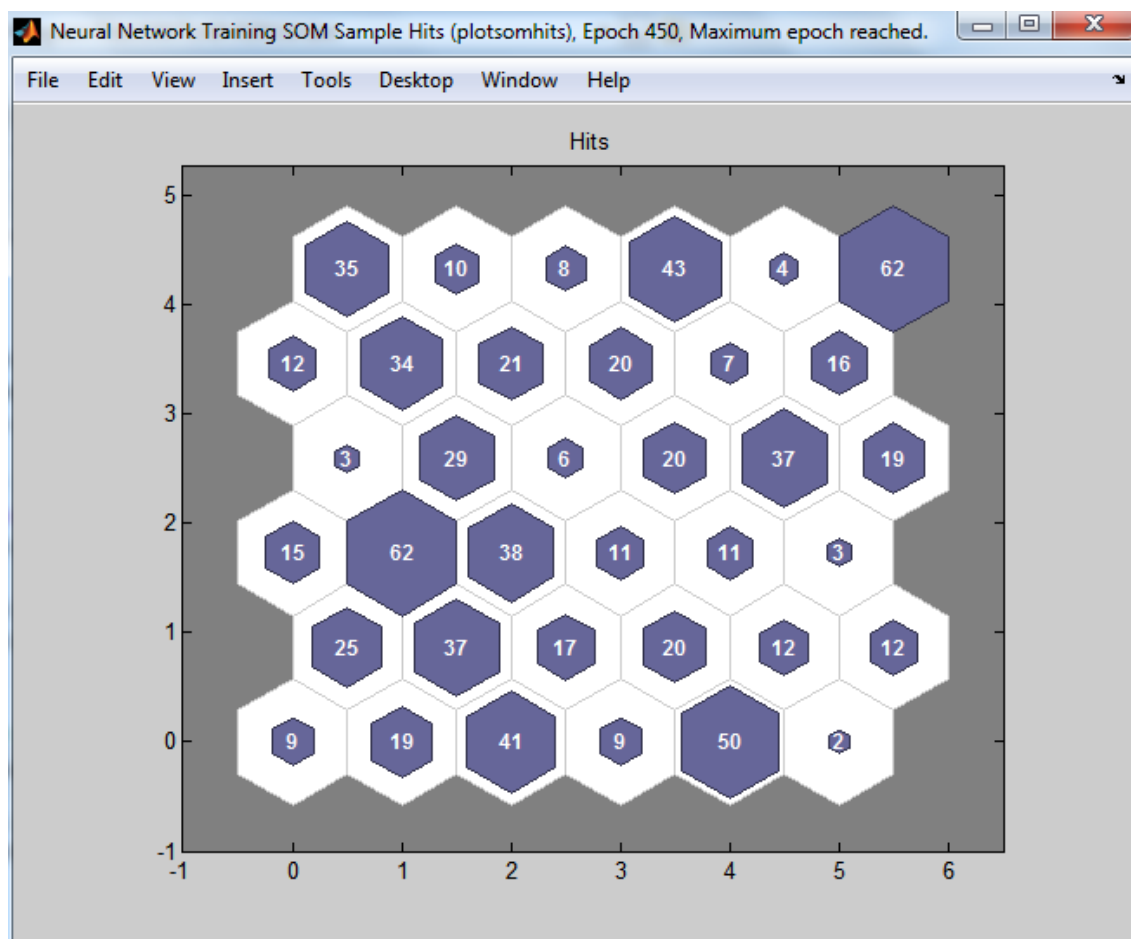 Neural Network Training SOM Sample Hits (plotsomhits), Epoch 450, Maximum epoch reached.
File Edit View Insert Tools Desktop Window Help
Hits
5
35 10 8 43 4 62
4
12 34 21 20 7 16
3
3 29 6 20 37 19
2
15 62 38 11 11 3
1
25 37 17 20 12 12
0
9 19 41 9 50 2
-1
-1 0 1 2 3 4 5 6